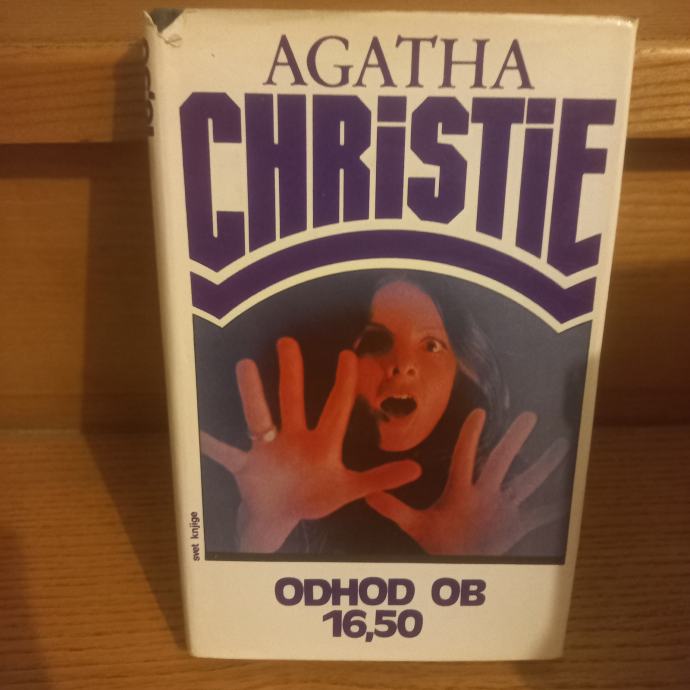 AGATHA
CHRiSTiE
svet knjige
ODHOD OB
16,50